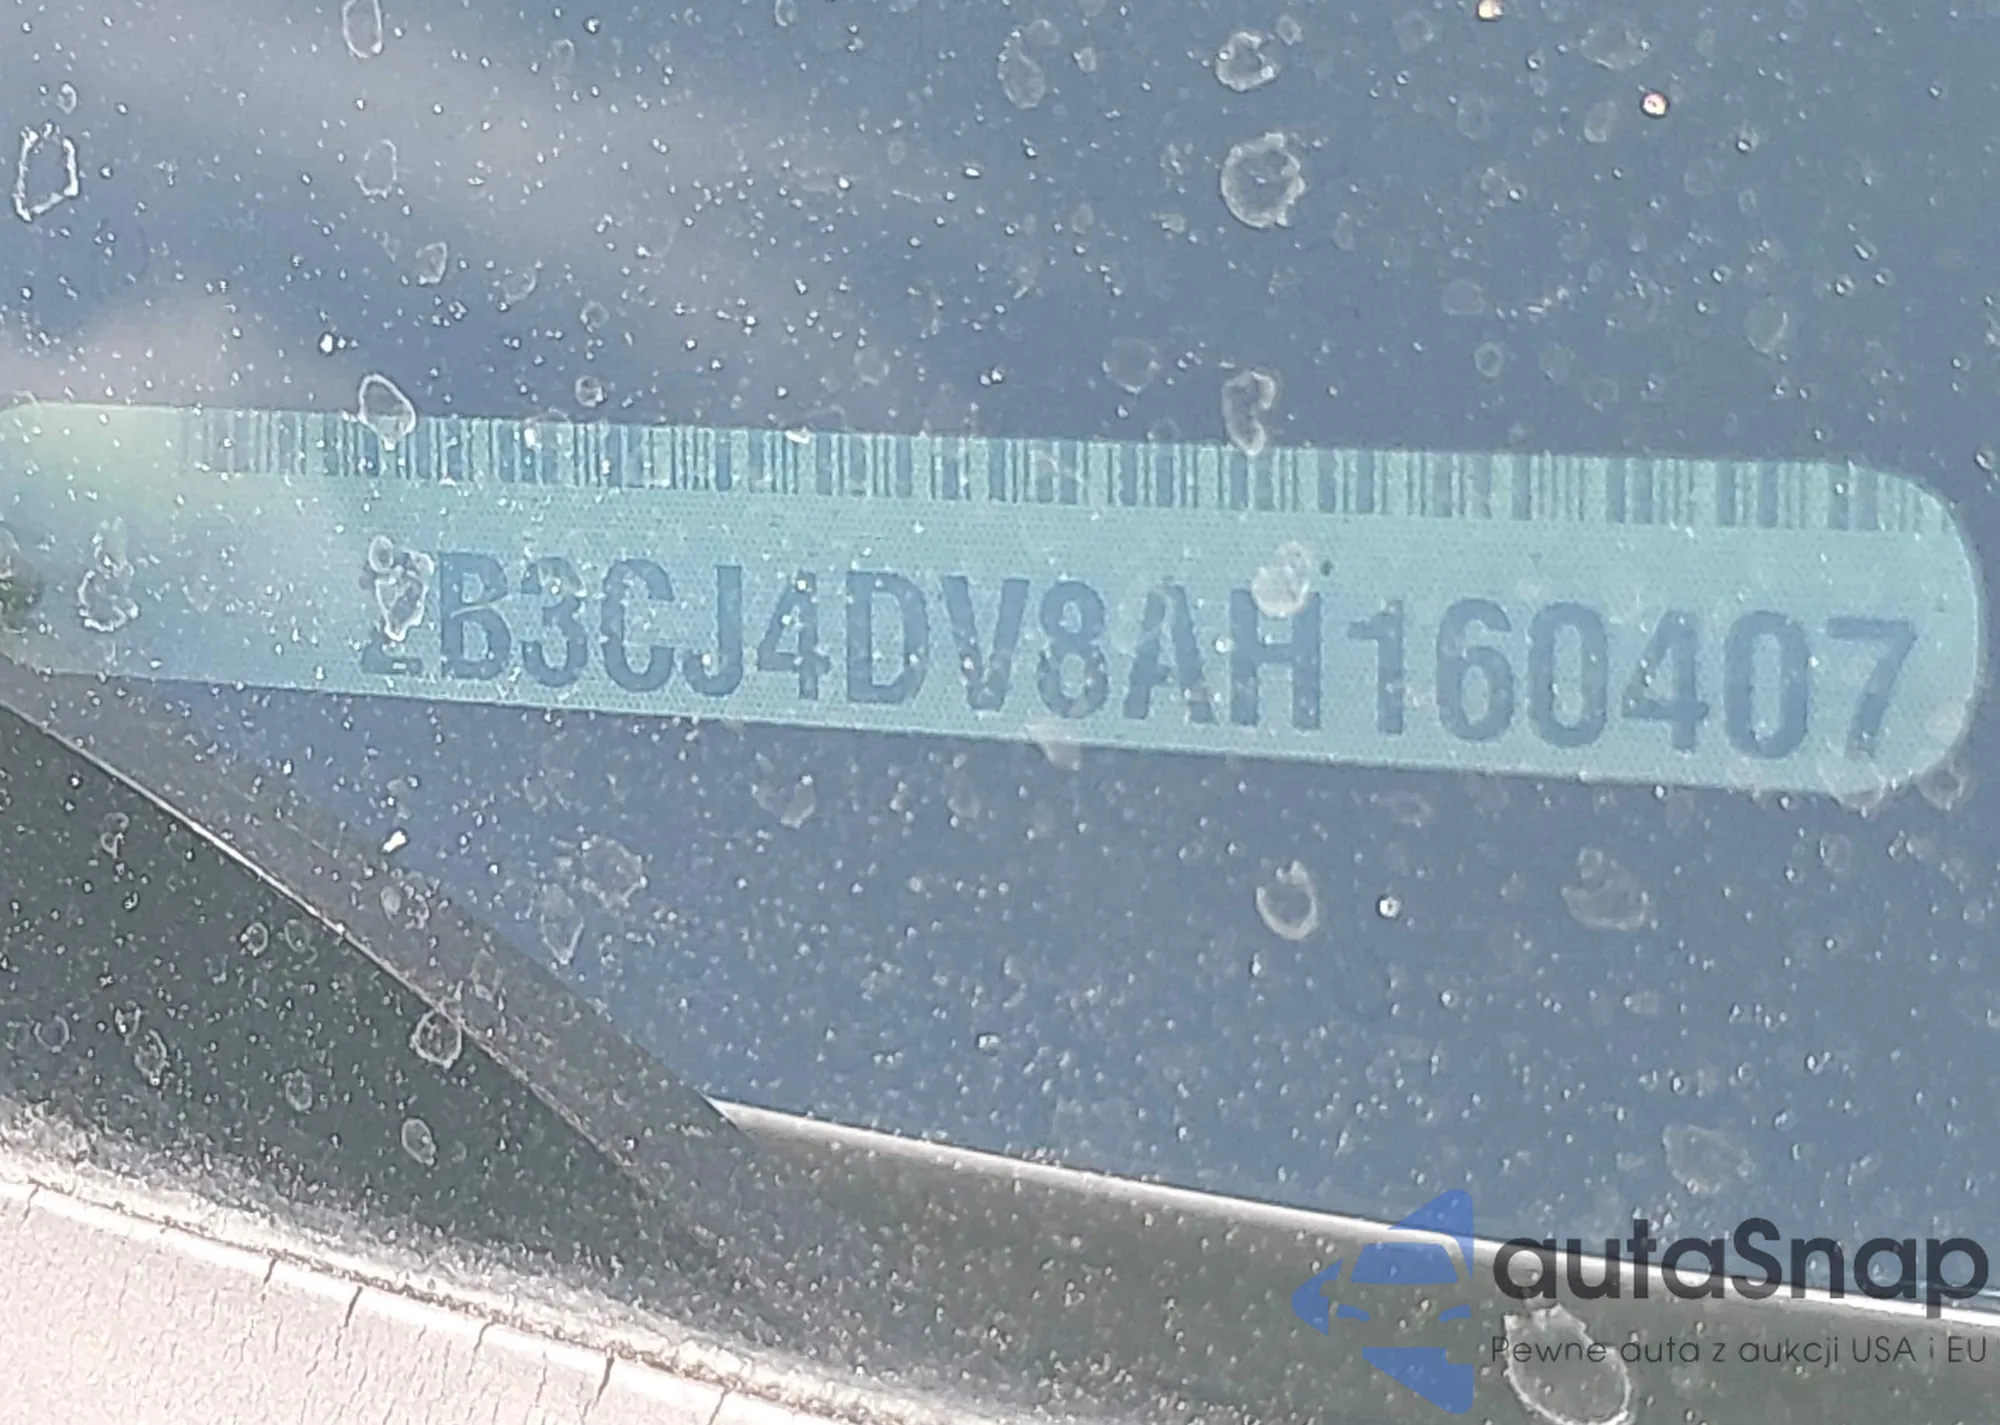 2B3CJ4DV8AH160407
autaSnap
Pewne auta z aukcji USA i EU